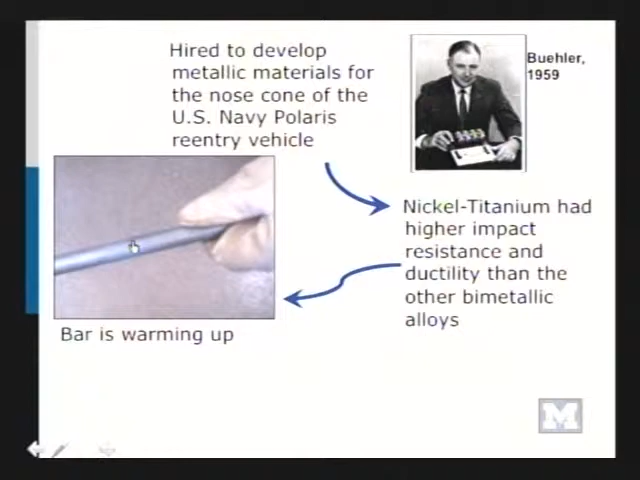 Hired to develop
metallic materials for
the nose cone of the
U.S. Navy Polaris
reentry vehicle
Buehler,
1959
Nickel-Titanium had
higher impact
resistance and
ductility than the
other bimetallic
alloys
Bar is warming up
M